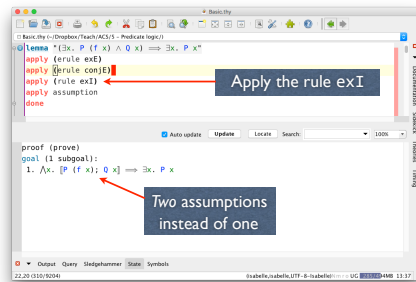 Basic.thy
Basic.thy (~/Dropbox/Teach/ACS/5 - Predicate logic/)
lemma "(∃x. P (f x) ∧ Q x) ⟹ ∃x. P x"
apply (erule exE)
apply (erule conjE)
apply (rule exI)
apply assumption
done
Apply the rule exI
Documentation
Sidekick
Theories
Timing
Auto update Update Locate Search: 100%
proof (prove)
goal (1 subgoal):
1. ⋀x. ⟦P (f x); Q x⟧ ⟹ ∃x. P x
Two assumptions
instead of one
Output Query Sledgehammer State Symbols
22,20 (310/9204)
(isabelle,isabelle,UTF-8-Isabelle)
UG
MB 13:37